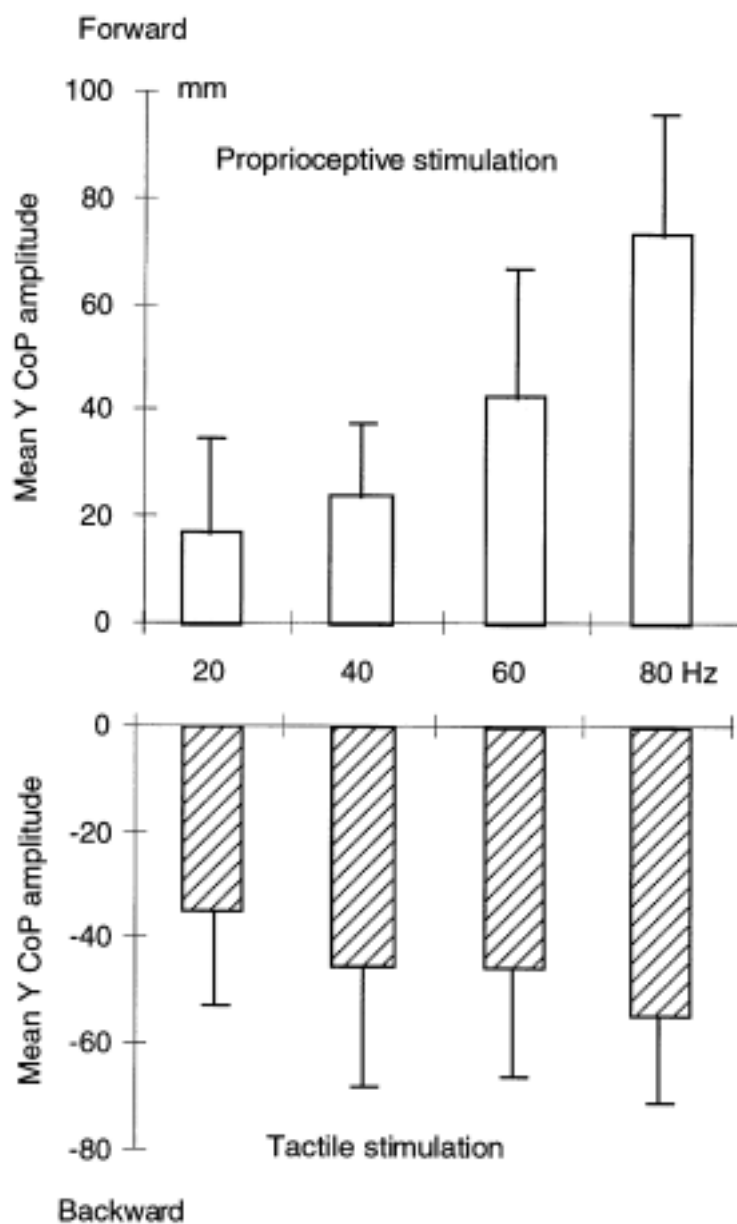 Forward
100 mm
Proprioceptive stimulation
80
60
40
20
0
Mean Y CoP amplitude
20 40 60 80 Hz
0
-20
-40
-60
-80
Mean Y CoP amplitude
Tactile stimulation
Backward